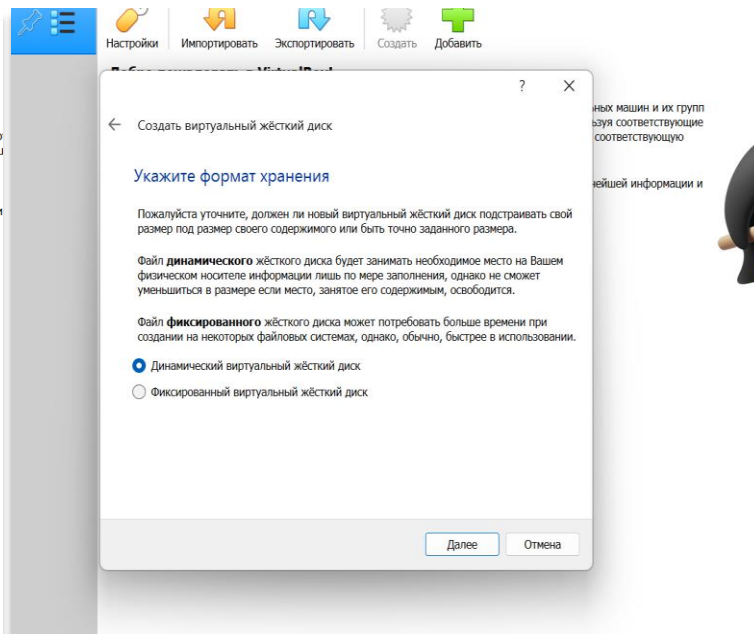 Настройки Импортировать Экспортировать Создать Добавить
?
ных машин и их групп
ьзуя соответствующие
соответствующую
Создать виртуальный жёсткий диск
Укажите формат хранения
нейшей информации и
Пожалуйста уточните, должен ли новый виртуальный жёсткий диск подстраивать свой
размер под размер своего содержимого или быть точно заданного размера.
Файл динамического жёсткого диска будет занимать необходимое место на Вашем
физическом носителе информации лишь по мере заполнения, однако не сможет
уменьшиться в размере если место, занятое его содержимым, освободится.
Файл фиксированного жёсткого диска может потребовать больше времени при
создании на некоторых файловых системах, однако, обычно, быстрее в использовании.
Динамический виртуальный жёсткий диск
Фиксированный виртуальный жёсткий диск
Далее Отмена